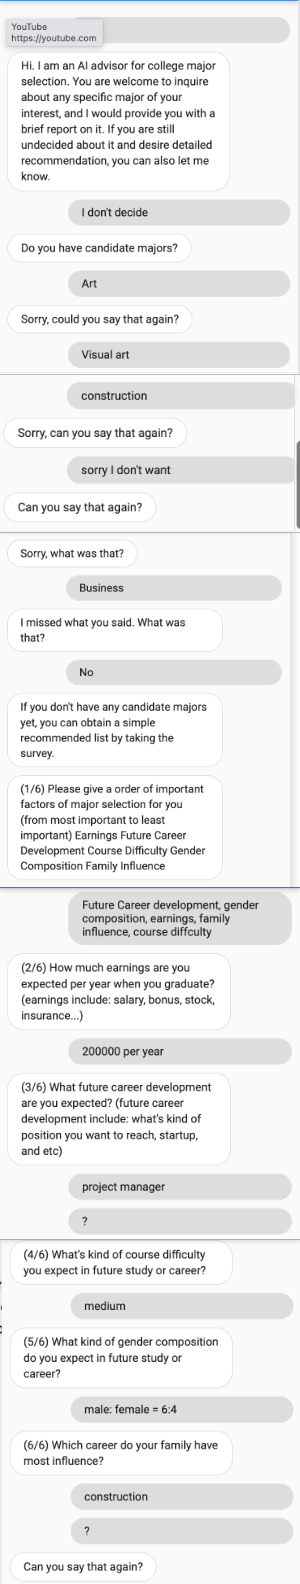 YouTube
https://youtube.com
Hi. I am an AI advisor for college major
selection. You are welcome to inquire
about any specific major of your
interest, and I would provide you with a
brief report on it. If you are still
undecided about it and desire detailed
recommendation, you can also let me
know.
I don't decide
Do you have candidate majors?
Art
Sorry, could you say that again?
Visual art
construction
Sorry, can you say that again?
sorry I don't want
Can you say that again?
Sorry, what was that?
Business
I missed what you said. What was
that?
No
If you don't have any candidate majors
yet, you can obtain a simple
recommended list by taking the
survey.
(1/6) Please give a order of important
factors of major selection for you
(from most important to least
important) Earnings Future Career
Development Course Difficulty Gender
Composition Family Influence
Future Career development, gender
composition, earnings, family
influence, course diffculty
(2/6) How much earnings are you
expected per year when you graduate?
(earnings include: salary, bonus, stock,
insurance...)
200000 per year
(3/6) What future career development
are you expected? (future career
development include: what's kind of
position you want to reach, startup,
and etc)
project manager
?
(4/6) What's kind of course difficulty
you expect in future study or career?
medium
(5/6) What kind of gender composition
do you expect in future study or
career?
male: female = 6:4
(6/6) Which career do your family have
most influence?
construction
?
Can you say that again?